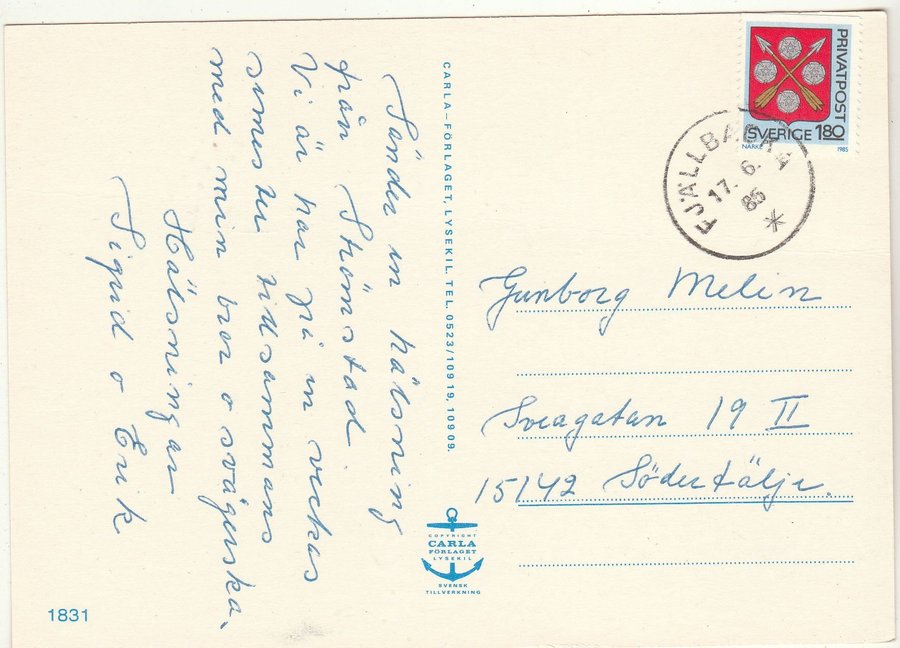 Sänder en hälsning
från Strömstad
Vi är här på en veckas
simester tillsammans
med min bror o svägerska.
Hälsningar
Sigrid o Erik
CARLA-FÖRLAGET, LYSEKIL. TEL. 0523/109 19, 109 09.
PRIVATPOST
SVERIGE 1.80
NÄRKE 1985
FJÄLLBACKA
17. 6.
85
Gunborg Melin
Sveagatan 19 II
15142 Södertälje.
COPYRIGHT
CARLA
FÖRLAGET
LYSEKIL
SVENSK
TILLVERKNING
1831